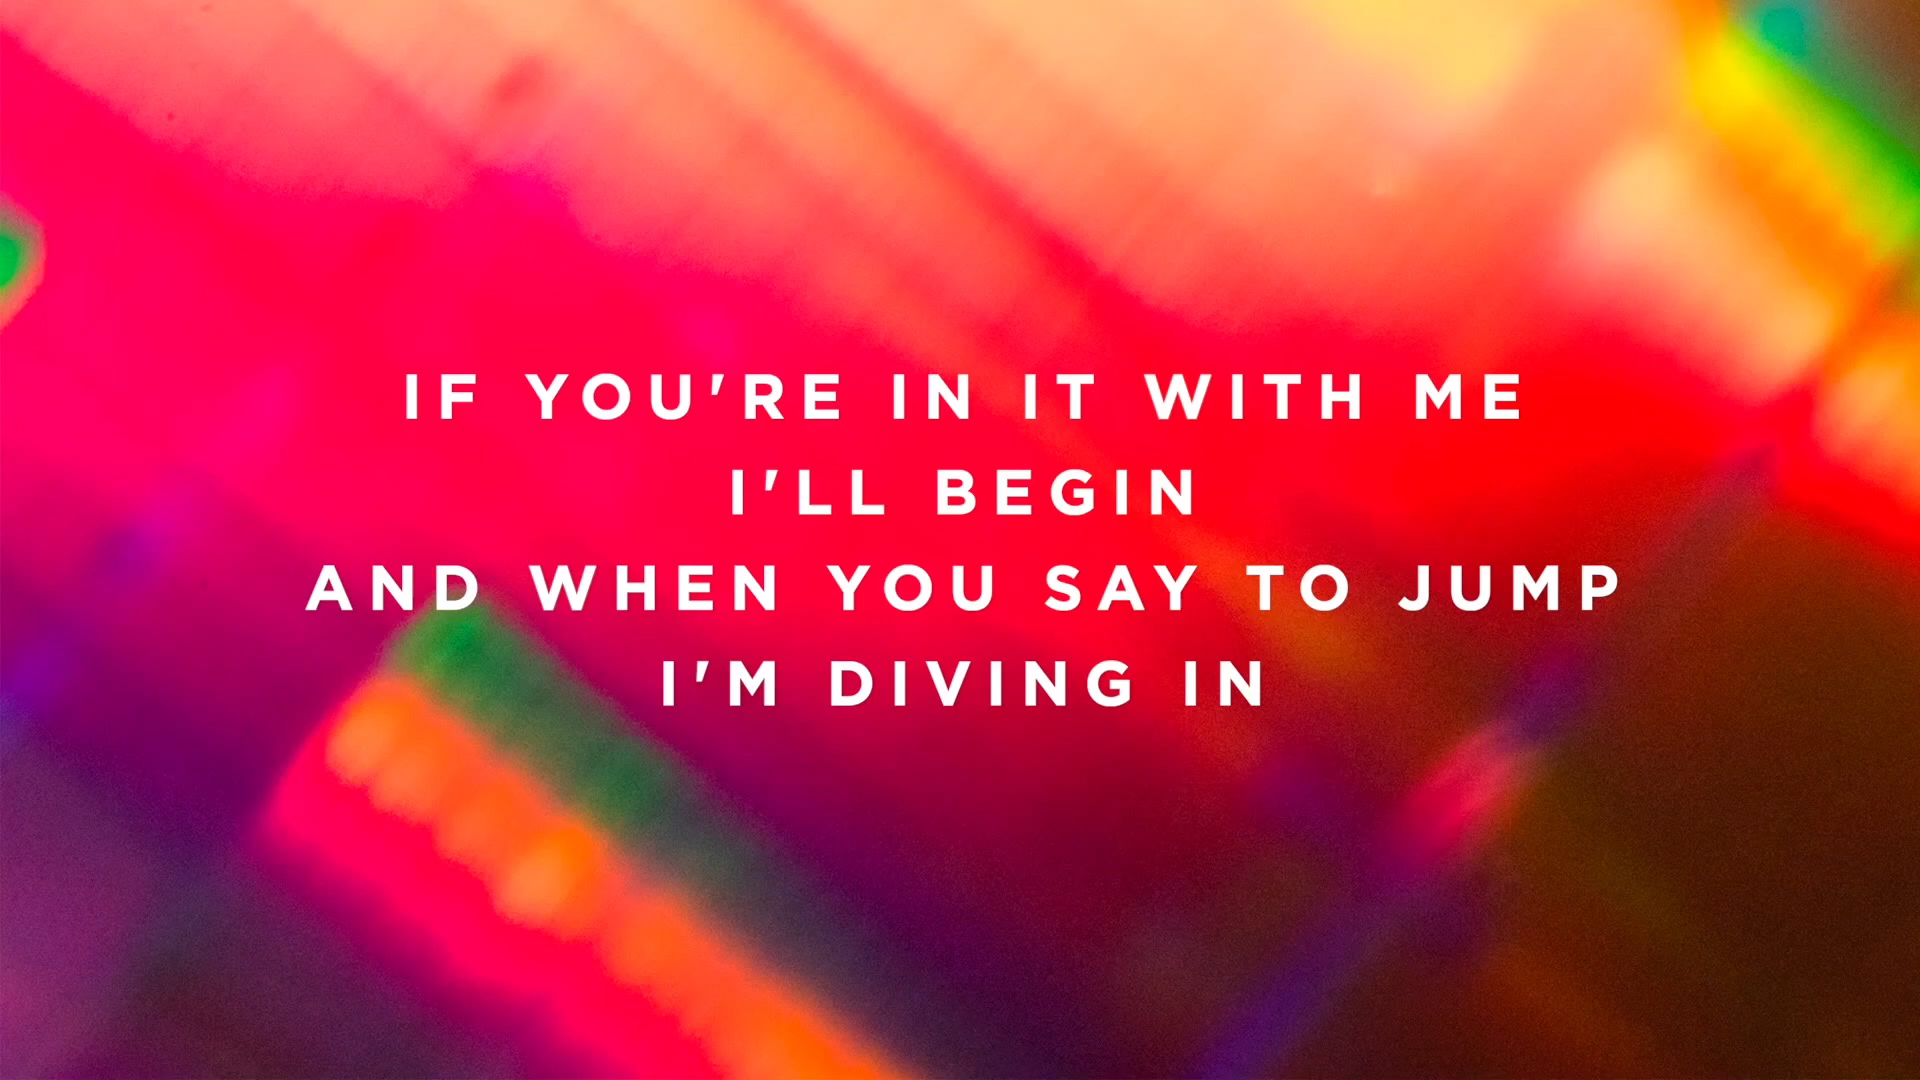 IF YOU'RE IN IT WITH ME
I'LL BEGIN
AND WHEN YOU SAY TO JUMP
I'M DIVING IN